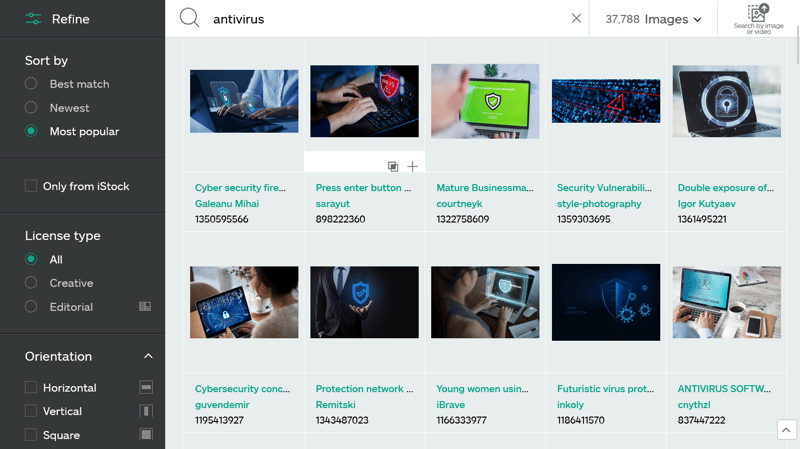 Refine
antivirus
37,788 Images
Search by image
or video
Sort by
Best match
Newest
Most popular
Only from iStock
License type
All
Creative
Editorial
Orientation
Horizontal
Vertical
Square
Cyber security fire...
Galeanu Mihai
1350595566
Press enter button ...
sarayut
898222360
Mature Businessma...
courtneyk
1322758609
Security Vulnerabili...
style-photography
1359303695
Double exposure of...
Igor Kutyaev
1361495221
Cybersecurity conc...
guvendemir
1195413927
Protection network ...
Remitski
1343487023
Young women usin...
iBrave
1166333977
Futuristic virus prot...
inkoly
1186411570
ANTIVIRUS SOFTW...
cnythzl
837447222